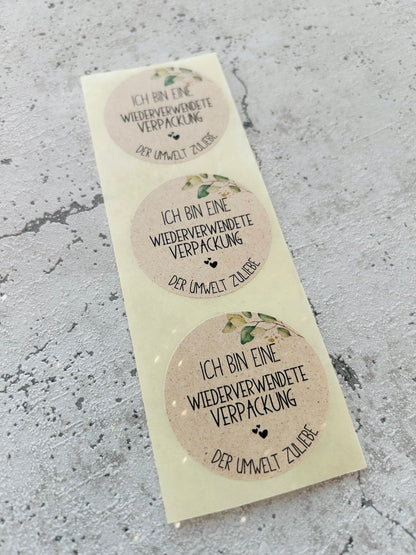 ICH BIN EINE
WIEDERVERWENDETE
VERPACKUNG
DER UMWELT ZULIEBE
ICH BIN EINE
WIEDERVERWENDETE
VERPACKUNG
DER UMWELT ZULIEBE
ICH BIN EINE
WIEDERVERWENDETE
VERPACKUNG
DER UMWELT ZULIEBE